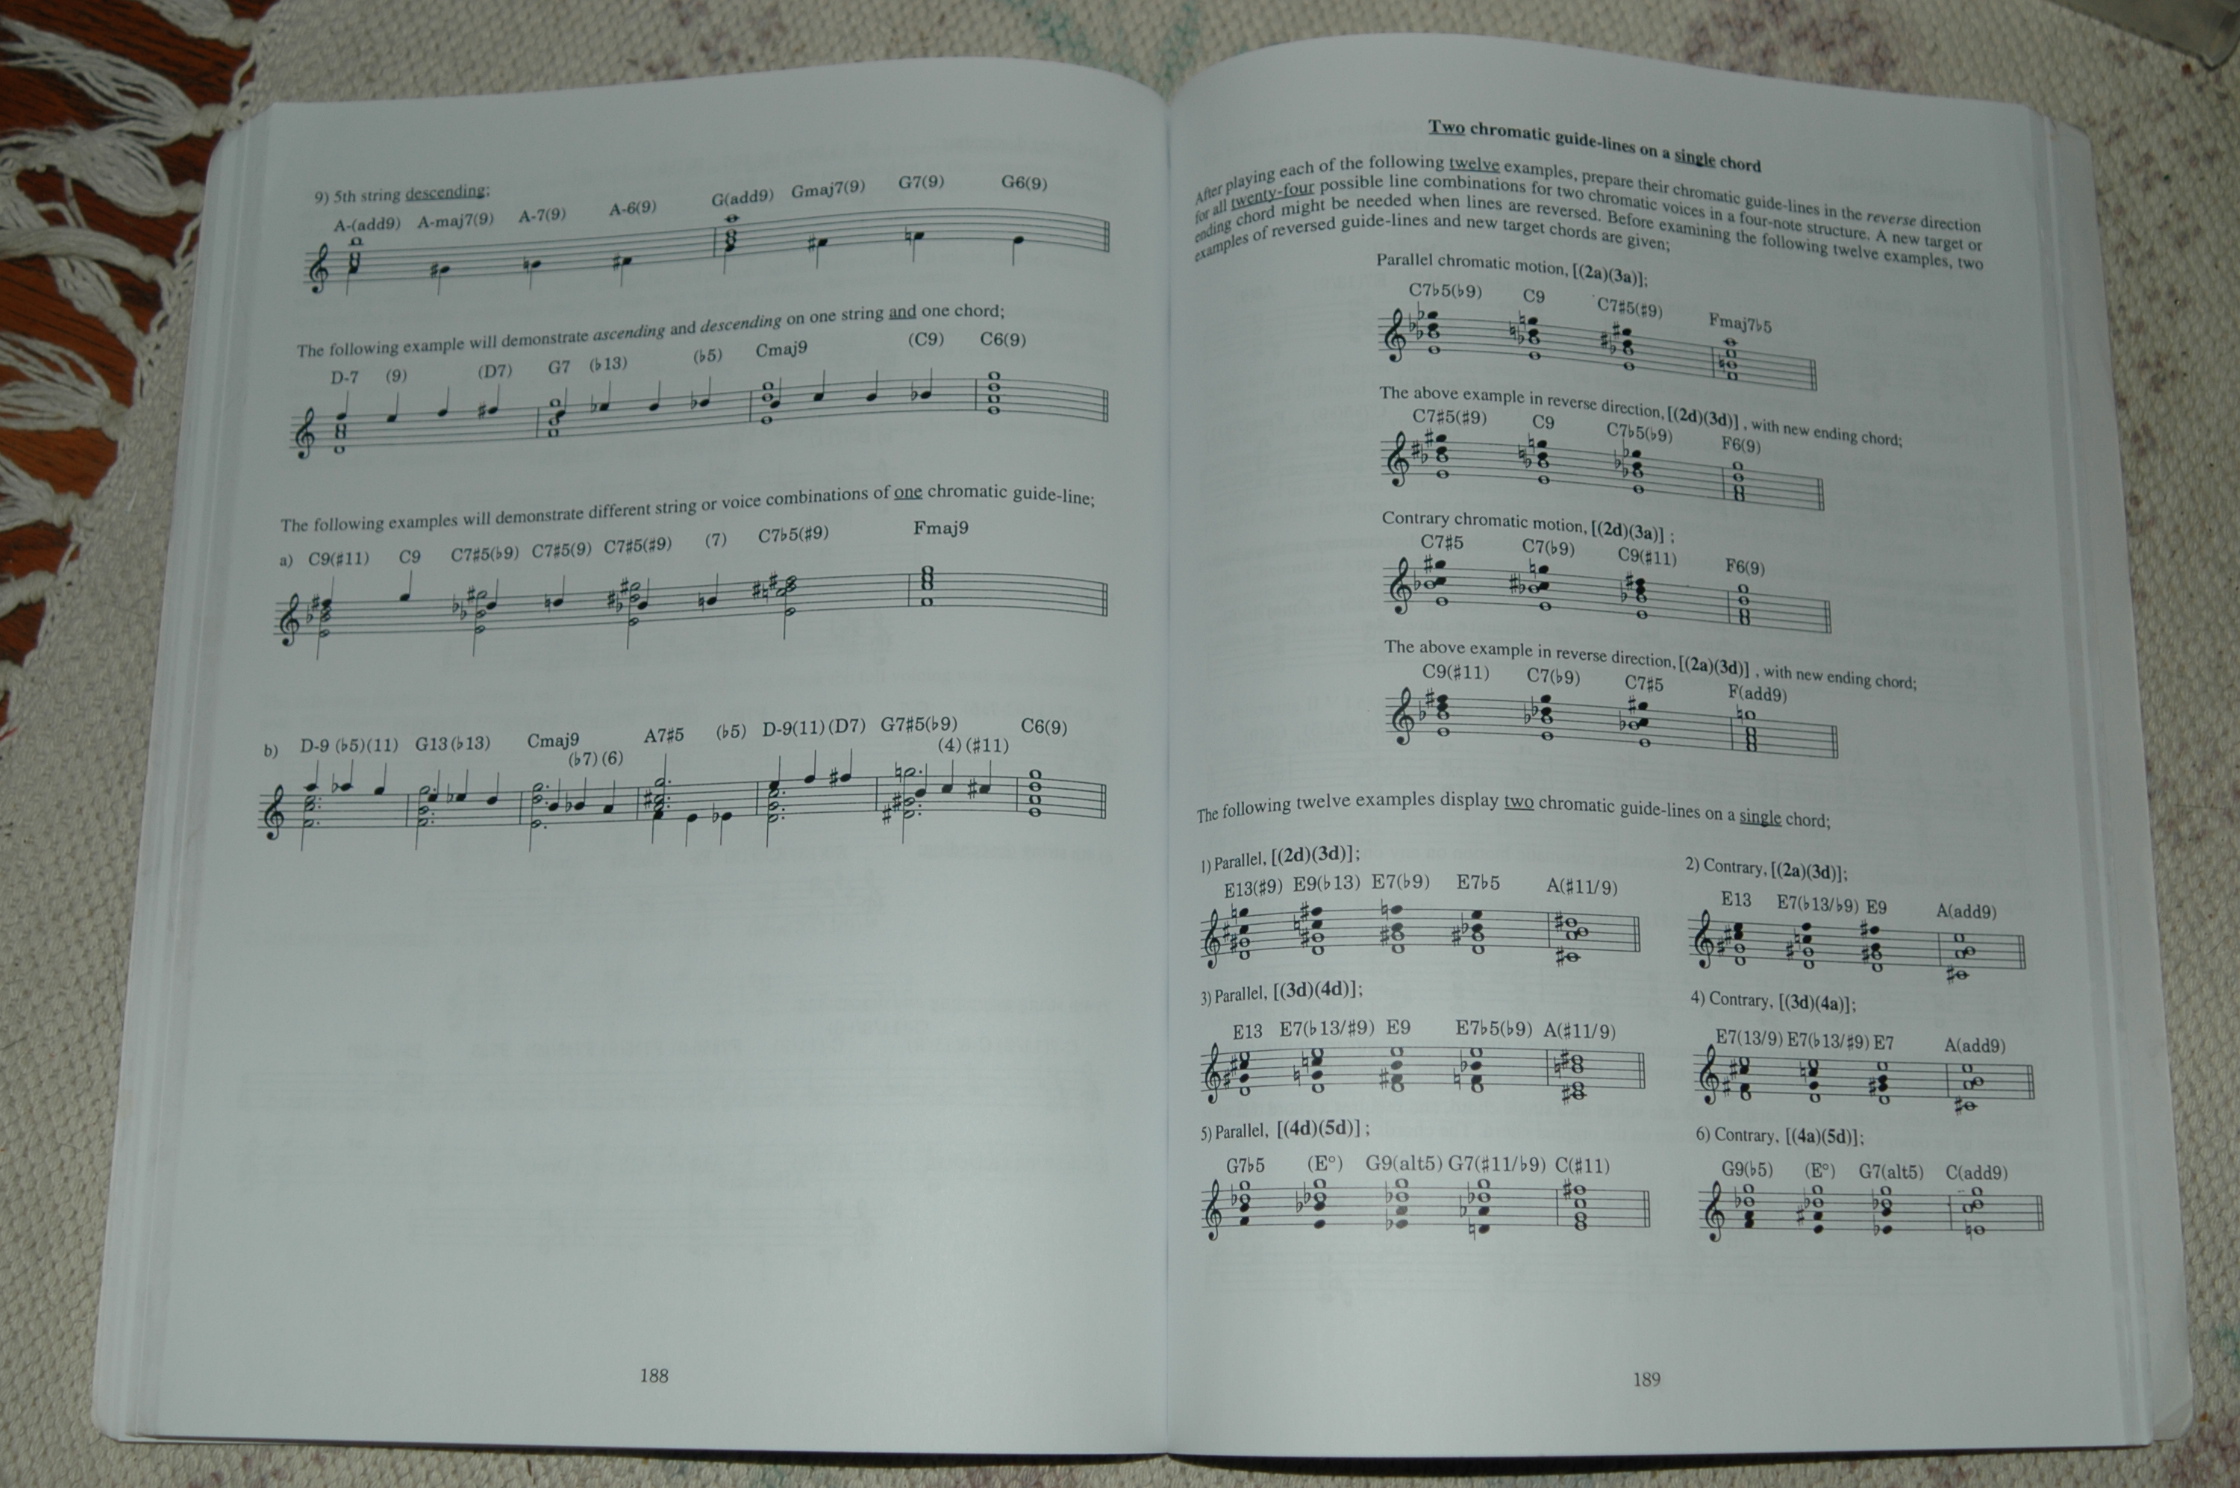 9) 5th string descending;
A-(add9) A-maj7(9) A-7(9) A-6(9) G(add9) Gmaj7(9) G7(9) G6(9)
The following example will demonstrate ascending and descending on one string and one chord;
D-7 (9) (D7) G7 (♭13) (♭5) Cmaj9 (C9) C6(9)
The following examples will demonstrate different string or voice combinations of one chromatic guide-line;
a) C9(♯11) C9 C7♯5(♭9) C7♯5(9) C7♯5(♯9) (7) C7♭5(♯9) Fmaj9
b) D-9 (♭5)(11) G13(♭13) Cmaj9 A7♯5 (♭5) D-9(11)(D7) G7♯5(♭9) C6(9)
(♭7)(6) (4)(♯11)
188
Two chromatic guide-lines on a single chord
After playing each of the following twelve examples, prepare their chromatic guide-lines in the reverse direction
for all twenty-four possible line combinations for two chromatic voices in a four-note structure. A new target or
ending chord might be needed when lines are reversed. Before examining the following twelve examples, two
examples of reversed guide-lines and new target chords are given;
Parallel chromatic motion, [(2a)(3a)];
C7♭5(♭9) C9 C7♯5(♯9) Fmaj7♭5
The above example in reverse direction, [(2d)(3d)] , with new ending chord;
C7♯5(♯9) C9 C7♭5(♭9) F6(9)
Contrary chromatic motion, [(2d)(3a)] ;
C7♯5 C7(♭9) C9(♯11) F6(9)
The above example in reverse direction, [(2a)(3d)] , with new ending chord;
C9(♯11) C7(♭9) C7♯5 F(add9)
The following twelve examples display two chromatic guide-lines on a single chord;
1) Parallel, [(2d)(3d)];
E13(♯9) E9(♭13) E7(♭9) E7♭5 A(♯11/9)
2) Contrary, [(2a)(3d)];
E13 E7(♭13/♭9) E9 A(add9)
3) Parallel, [(3d)(4d)];
E13 E7(♭13/♯9) E9 E7♭5(♭9) A(♯11/9)
4) Contrary, [(3d)(4a)];
E7(13/9) E7(♭13/♯9) E7 A(add9)
5) Parallel, [(4d)(5d)] ;
G7♭5 (E°) G9(alt5) G7(♯11/♭9) C(♯11)
6) Contrary, [(4a)(5d)];
G9(♭5) (E°) G7(alt5) C(add9)
189